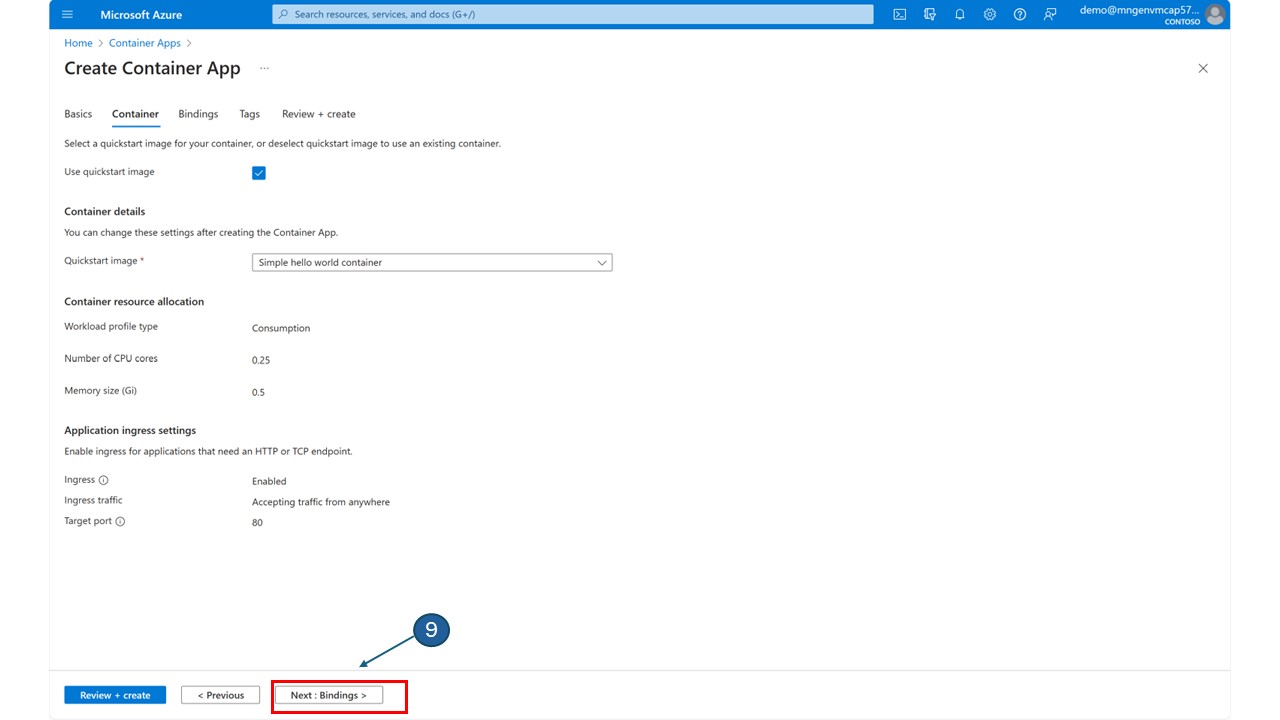 Microsoft Azure
Search resources, services, and docs (G+/)
demo@mngenvmcap57...
CONTOSO
Home > Container Apps >
Create Container App ...
Basics Container Bindings Tags Review + create
Select a quickstart image for your container, or deselect quickstart image to use an existing container.
Use quickstart image
Container details
You can change these settings after creating the Container App.
Quickstart image * Simple hello world container
Container resource allocation
Workload profile type Consumption
Number of CPU cores 0.25
Memory size (Gi) 0.5
Application ingress settings
Enable ingress for applications that need an HTTP or TCP endpoint.
Ingress Enabled
Ingress traffic Accepting traffic from anywhere
Target port 80
9
Review + create < Previous Next : Bindings >